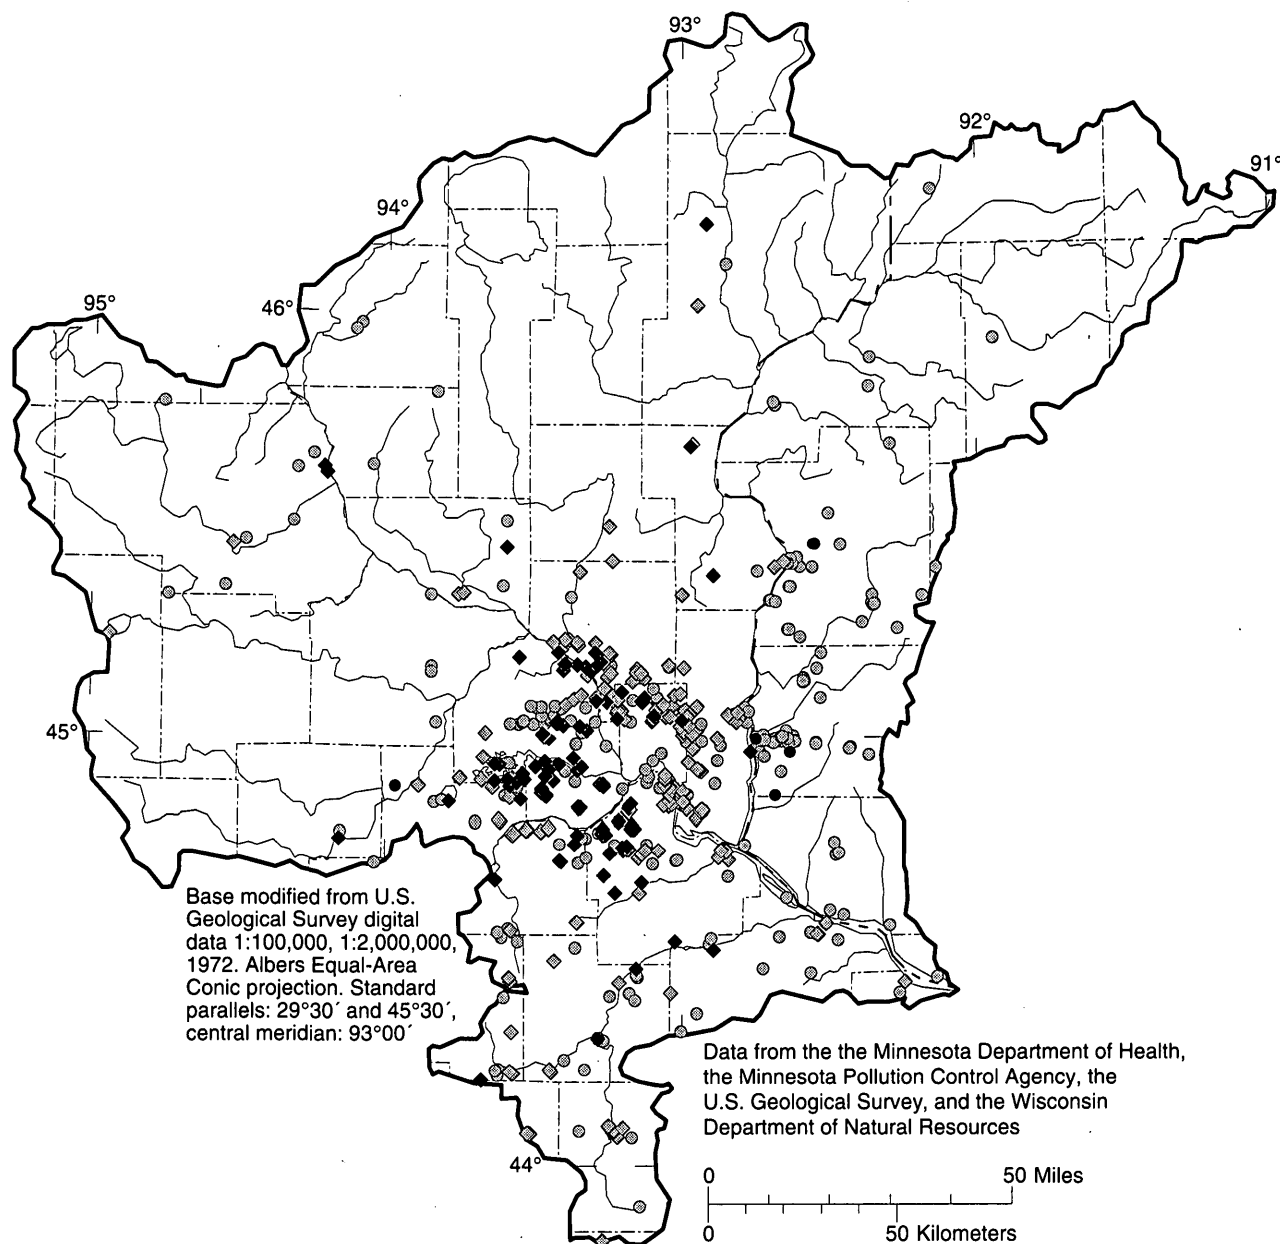 93°
92°
91°
94°
95°
46°
45°
Base modified from U.S.
Geological Survey digital
data 1:100,000, 1:2,000,000,
1972. Albers Equal-Area
Conic projection. Standard
parallels: 29°30´ and 45°30´,
central meridian: 93°00´
Data from the the Minnesota Department of Health,
the Minnesota Pollution Control Agency, the
U.S. Geological Survey, and the Wisconsin
Department of Natural Resources
44°
0 50 Miles
0 50 Kilometers